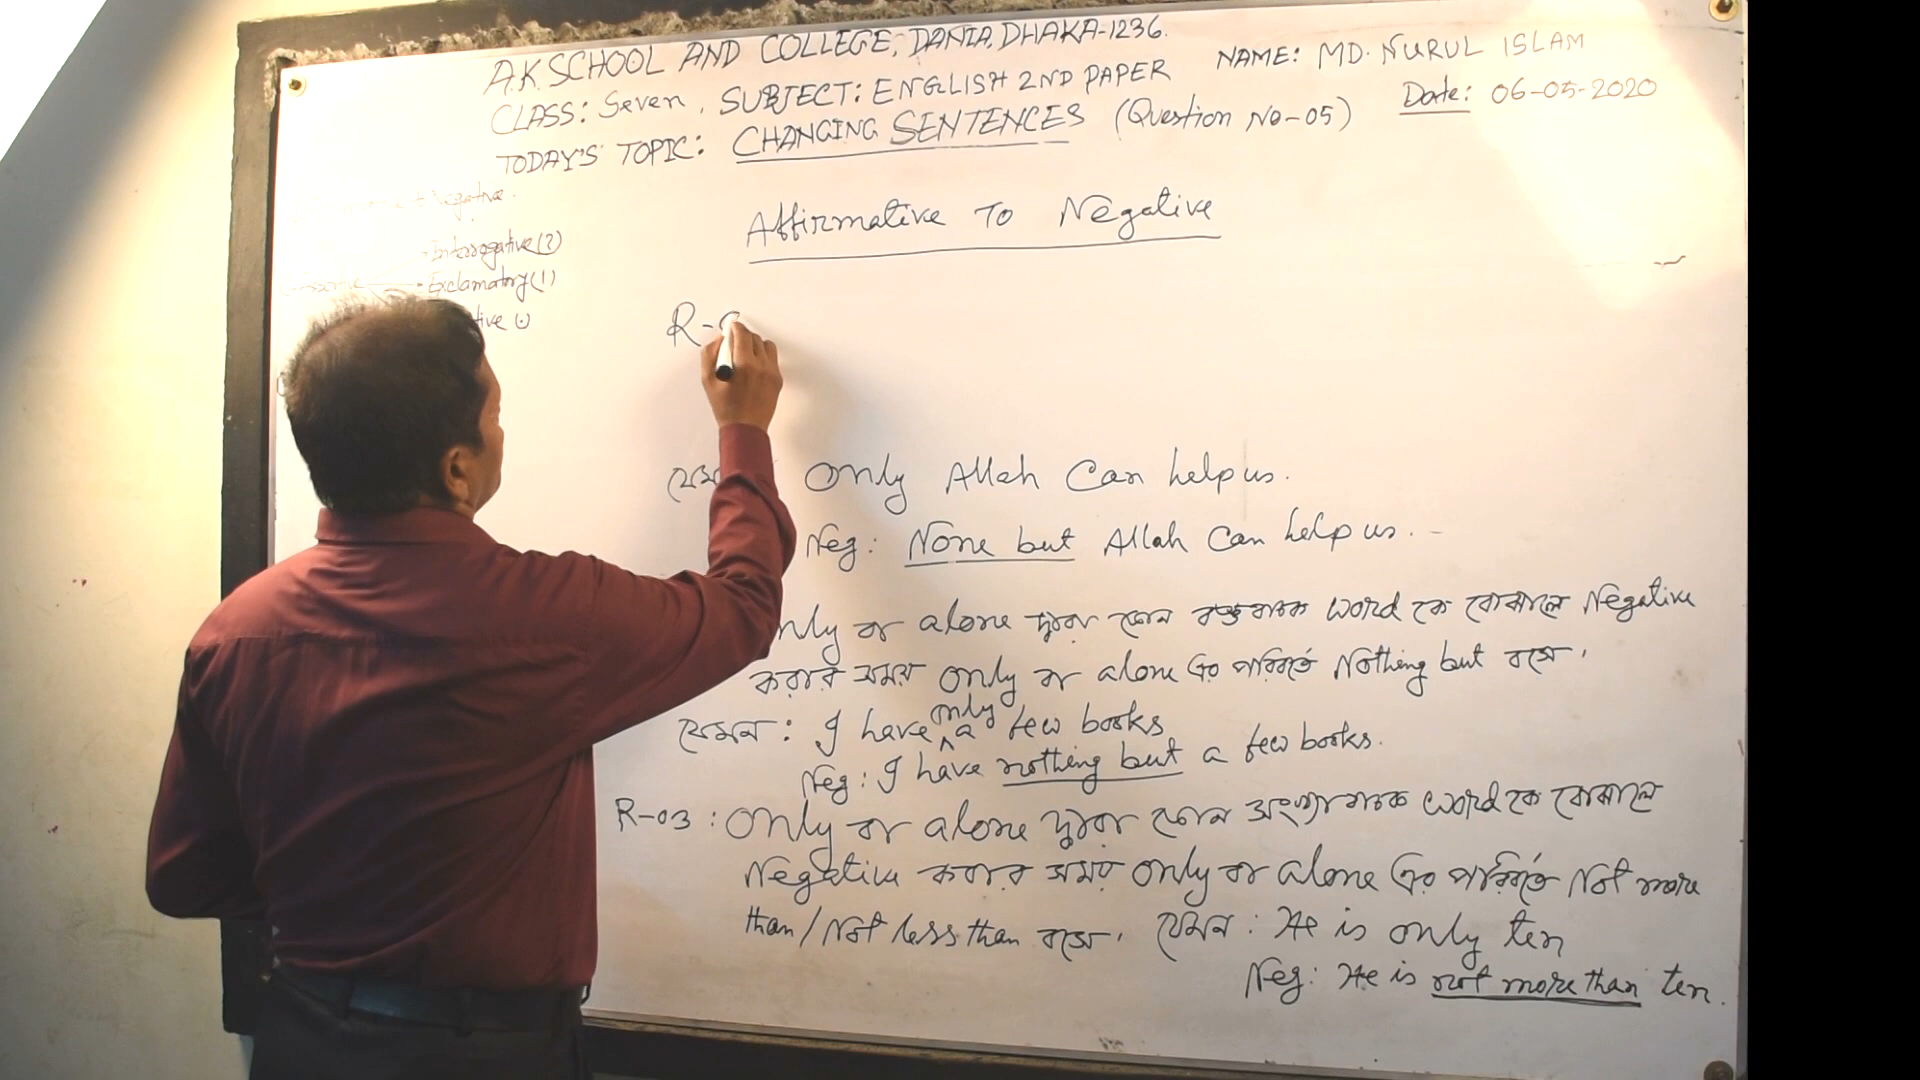 A.K SCHOOL AND COLLEGE, DANIA, DHAKA-1236.
CLASS: Seven, SUBJECT: ENGLISH 2ND PAPER
NAME: MD. NURUL ISLAM
TODAY'S TOPIC: CHANGING SENTENCES (Question No-05)
Date: 06-05-2020
Negative.
Interrogative (?)
Exclamatory (!)
tive (.)
Affirmative To Negative
R-
Only Allah Can help us.
Neg: None but Allah can help us.
nly বা alone দ্বারা কোন বস্তুবাচক word কে বোঝালে Negative
করার সময় only বা alone এর পরিবর্তে Nothing but বসে।
যেমন: I have only a few books
Neg: I have nothing but a few books.
R-03: Only বা alone দ্বারা কোন সংখ্যাবাচক word কে বোঝালে
Negative করার সময় only বা alone এর পরিবর্তে Not more
than/Not less than বসে। যেমন: He is only ten
Neg: He is not more than ten.